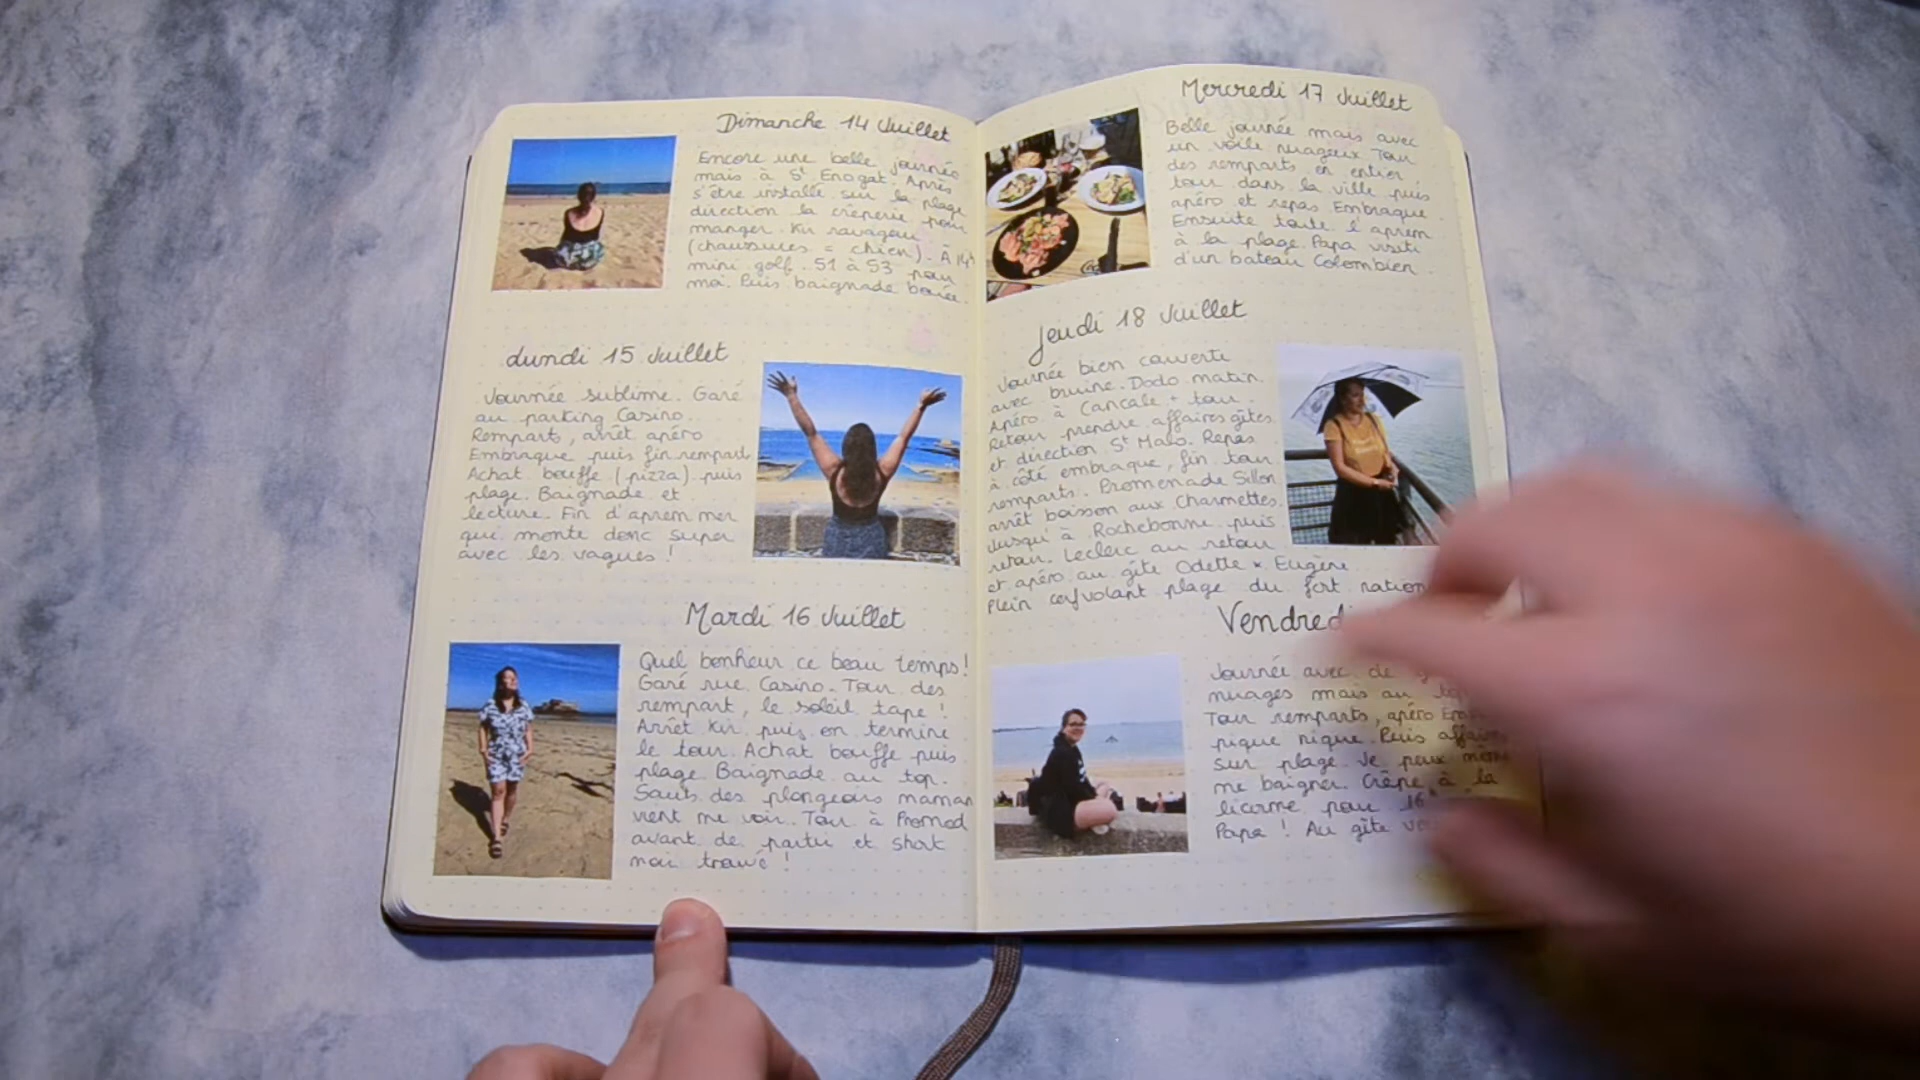 Dimanche 14 Juillet
Encore une belle journée
mais à St Enogat. Après
s'être installé sur la plage
direction la crêperie pour
manger. Kir ravageur
(chaussures = chien). À 14h
mini golf. 51 à 53 pour
moi. Puis baignade bouée.
Lundi 15 Juillet
Journée sublime. Garé
au parking Casino.
Remparts, arrêt apéro
Embraque puis fin rempart.
Achat bouffe (pizza) puis
plage. Baignade et
lecture. Fin d'aprem mer
qui monte donc super
avec les vagues !
Mardi 16 Juillet
Quel bonheur ce beau temps !
Garé rue Casino. Tour des
rempart, le soleil tape !
Arrêt Kir puis on termine
le tour. Achat bouffe puis
plage. Baignade au top.
Sauts des plongeoirs maman
vient me voir. Tour à Promod
avant de partir et short
noir trouvé !
Mercredi 17 Juillet
Belle journée mais avec
un voile nuageux. Tour
des remparts en entier
tour dans la ville puis
apéro et repas Embraque.
Ensuite toute l'aprem
à la plage. Papa visite
d'un bateau Colombien.
Jeudi 18 Juillet
Journée bien couverte
avec bruine. Dodo matin.
Apéro à Cancale + tour.
Retour prendre affaires gîtes
et direction St Malo. Repas
à côté embraque, fin tour
remparts. Promenade Sillon
arrêt boisson aux Charmettes
Jusqu'à Rochebonne puis
retour. Leclerc au retour
et apéro au gîte Odette & Eugène
Plein cerf volant plage du fort nation
Vendred
Journée avec de
nuages mais au top
Tour remparts, apéro Em
pique nique. Puis affaires
sur plage. Je peux même
me baigner. Crêpe à la
licorne pour 16h
Papa ! Au gîte